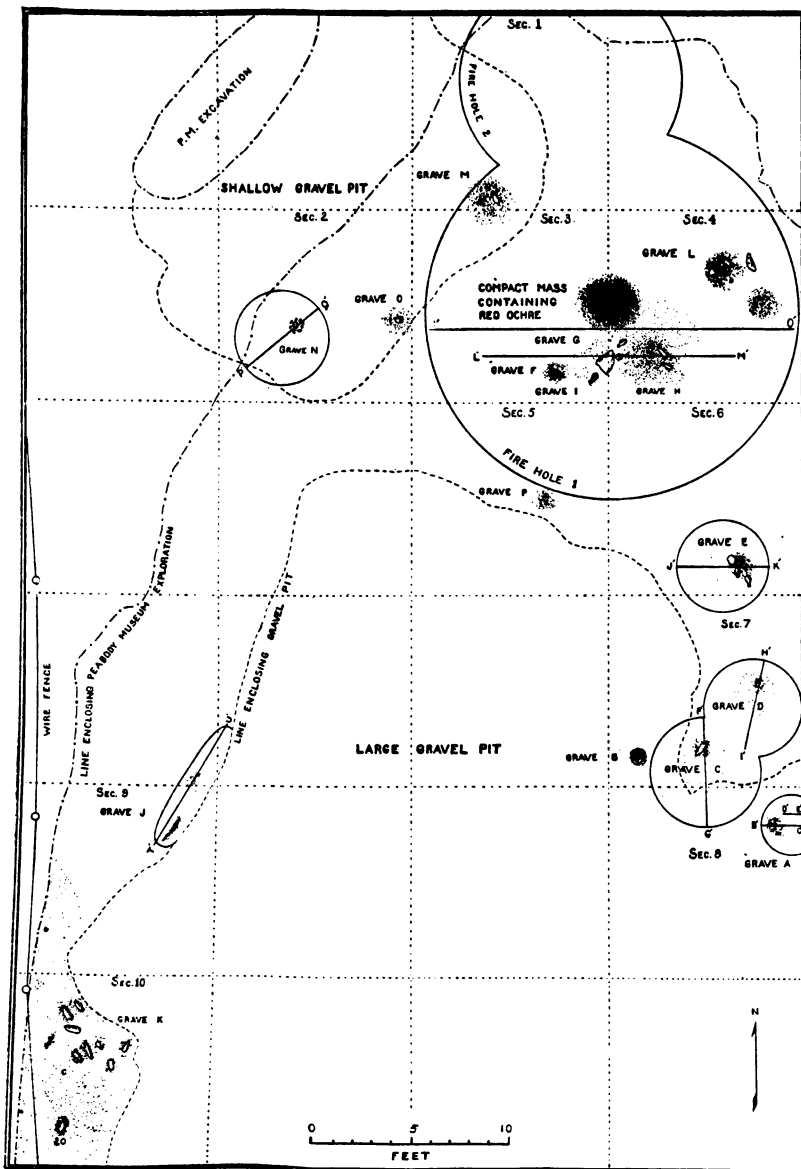 SEC. 1
P.M. EXCAVATION
FIRE HOLE 2
SHALLOW GRAVEL PIT
GRAVE M
SEC. 2
SEC. 3
SEC. 4
GRAVE L
COMPACT MASS
CONTAINING
RED OCHRE
GRAVE O
GRAVE N
O'
GRAVE G
L'
M'
GRAVE F
GRAVE I
GRAVE H
SEC. 5
SEC. 6
FIRE HOLE 1
GRAVE P
GRAVE E
J'
K'
SEC. 7
LINE ENCLOSING PEABODY MUSEUM EXPLORATION
LINE ENCLOSING GRAVEL PIT
WIRE FENCE
H'
GRAVE D
F'
I'
U'
LARGE GRAVEL PIT
GRAVE B
GRAVE C
SEC. 9
GRAVE J
T'
G'
D' E'
B' C
SEC. 8
GRAVE A
SEC. 10
GRAVE K
C
20
N
0 5 10
FEET